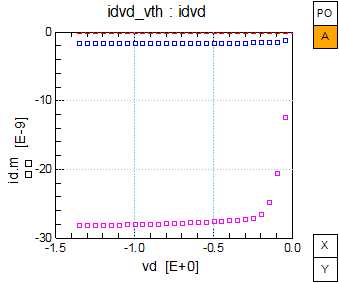 idvd_vth : idvd
PO
A
0
-10
-20
-30
id.m [E-9]
-1.5
-1.0
-0.5
0.0
vd [E+0]
X
Y